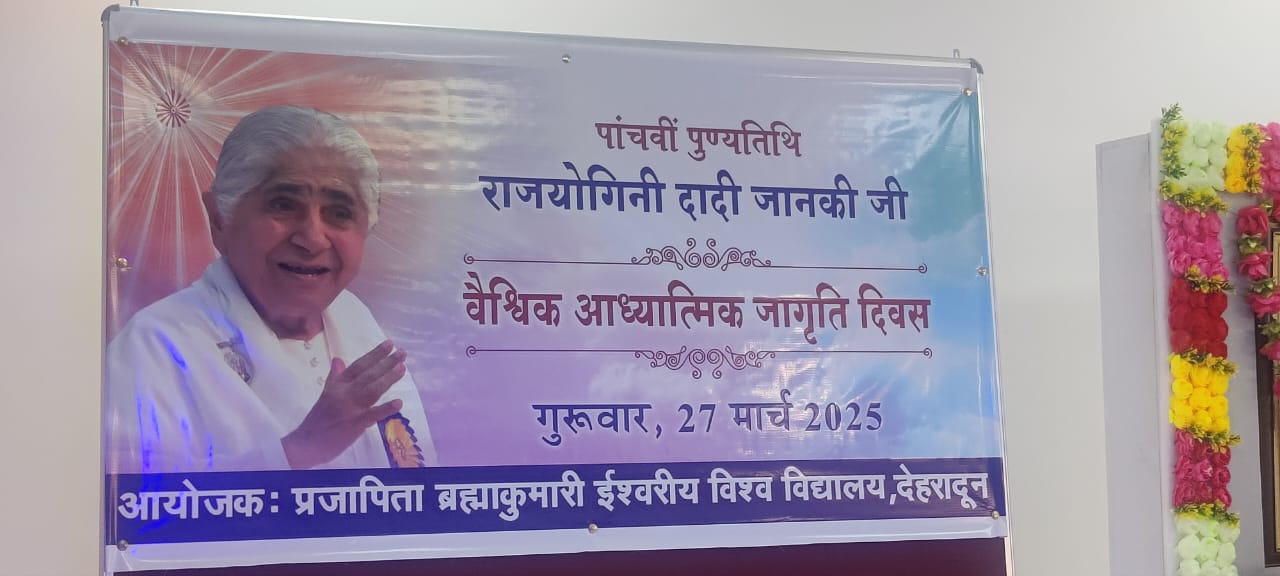 पांचवीं पुण्यतिथि
राजयोगिनी दादी जानकी जी
वैश्विक आध्यात्मिक जागृति दिवस
गुरूवार, 27 मार्च 2025
आयोजकः प्रजापिता ब्रह्माकुमारी ईश्वरीय विश्व विद्यालय,देहरादून